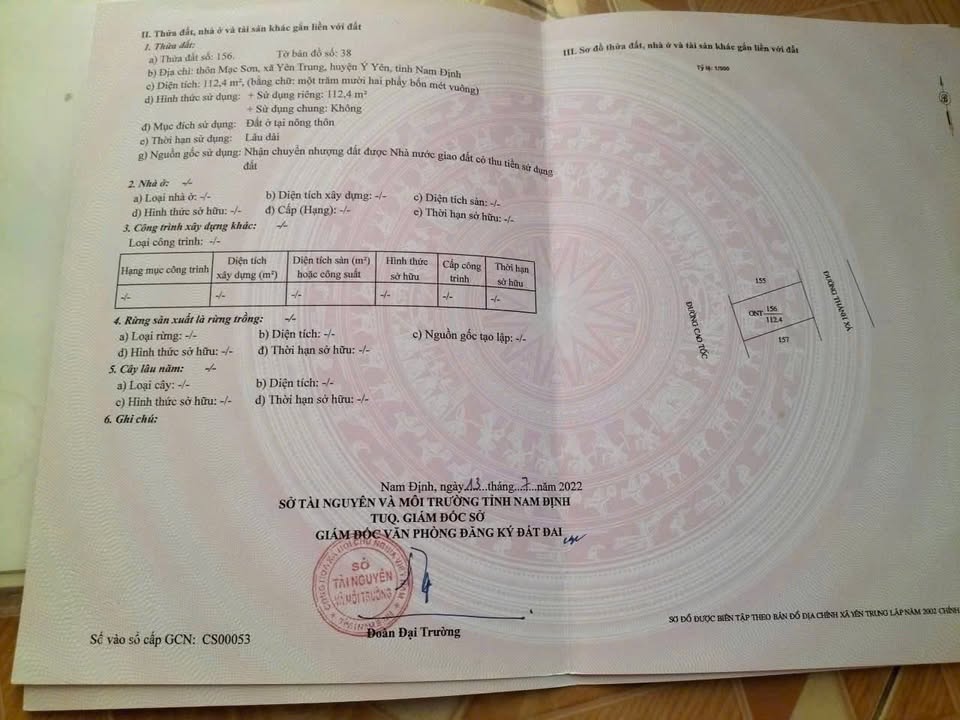 II. Thửa đất, nhà ở và tài sản khác gắn liền với đất
1. Thửa đất:
a) Thửa đất số: 156. Tờ bản đồ số: 38
b) Địa chỉ: thôn Mạc Sơn, xã Yên Trung, huyện Ý Yên, tỉnh Nam Định
c) Diện tích: 112,4 m², (bằng chữ: một trăm mười hai phẩy bốn mét vuông)
d) Hình thức sử dụng: + Sử dụng riêng: 112,4 m²
+ Sử dụng chung: Không
đ) Mục đích sử dụng: Đất ở tại nông thôn
e) Thời hạn sử dụng: Lâu dài
g) Nguồn gốc sử dụng: Nhận chuyển nhượng đất được Nhà nước giao đất có thu tiền sử dụng
đất
2. Nhà ở: -/-
a) Loại nhà ở: -/- b) Diện tích xây dựng: -/- c) Diện tích sàn: -/-
d) Hình thức sở hữu: -/- đ) Cấp (Hạng): -/- e) Thời hạn sở hữu: -/-
3. Công trình xây dựng khác: -/-
Loại công trình: -/-
Hạng mục công trình
Diện tích
xây dựng (m²)
Diện tích sàn (m²)
hoặc công suất
Hình thức
sở hữu
Cấp công
trình
Thời hạn
sở hữu
-/- -/- -/- -/- -/- -/-
4. Rừng sản xuất là rừng trồng: -/-
a) Loại rừng: -/- b) Diện tích: -/- c) Nguồn gốc tạo lập: -/-
d) Hình thức sở hữu: -/- đ) Thời hạn sở hữu: -/-
5. Cây lâu năm: -/-
a) Loại cây: -/- b) Diện tích: -/-
c) Hình thức sở hữu: -/- d) Thời hạn sở hữu: -/-
6. Ghi chú:
Nam Định, ngày 13 tháng 7 năm 2022
SỞ TÀI NGUYÊN VÀ MÔI TRƯỜNG TỈNH NAM ĐỊNH
TUQ. GIÁM ĐỐC SỞ
GIÁM ĐỐC VĂN PHÒNG ĐĂNG KÝ ĐẤT ĐAI
SỞ
TÀI NGUYÊN
VÀ MÔI TRƯỜNG
Đoàn Đại Trường
Số vào sổ cấp GCN: CS00053
III. Sơ đồ thửa đất, nhà ở và tài sản khác gắn liền với đất
Tỷ lệ: 1/500
155
ONT 156
112.4
157
ĐƯỜNG CAO TỐC
ĐƯỜNG TRÁNH XÃ
SƠ ĐỒ ĐƯỢC BIÊN TẬP THEO BẢN ĐỒ ĐỊA CHÍNH XÃ YÊN TRUNG LẬP NĂM 2002 CHỈNH